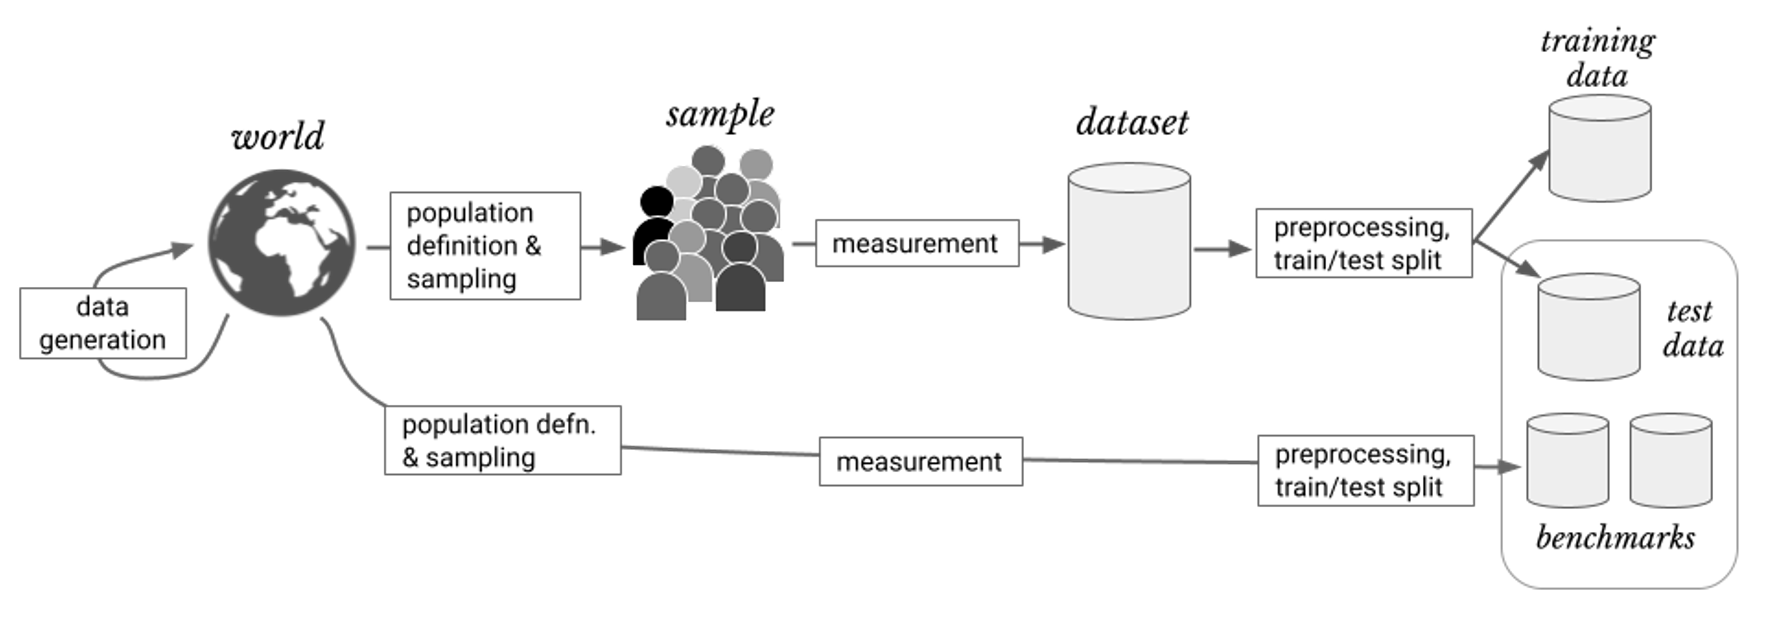 training
data
sample
dataset
world
population
definition &
sampling
preprocessing,
train/test split
measurement
data
generation
test
data
population defn.
& sampling
measurement
preprocessing,
train/test split
benchmarks